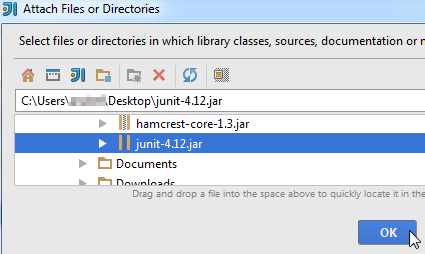 Attach Files or Directories
Select files or directories in which library classes, sources, documentation or
C:\Users\ \Desktop\junit-4.12.jar
hamcrest-core-1.3.jar
junit-4.12.jar
Documents
Downloads
Drag and drop a file into the space above to quickly locate it in the
OK